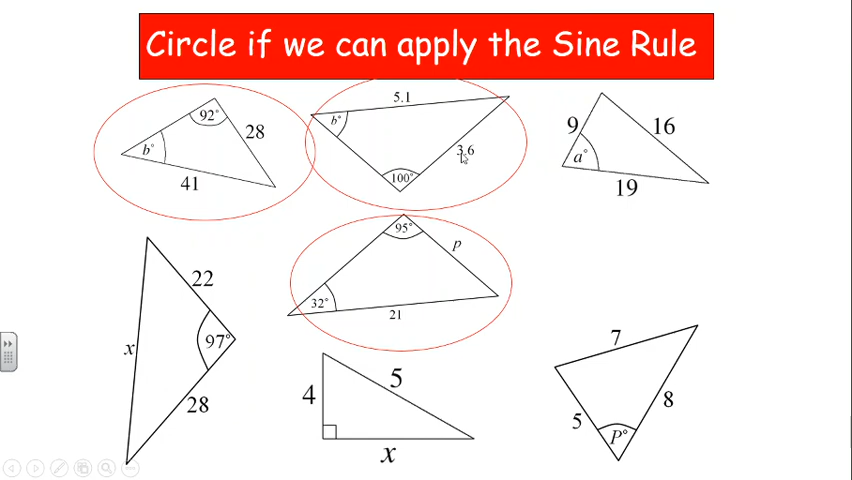 Circle if we can apply the Sine Rule
92°
b°
28
41
5.1
b°
3.6
100°
9
16
a°
19
95°
p
32°
21
22
x
97°
28
4
5
x
7
5
8
P°